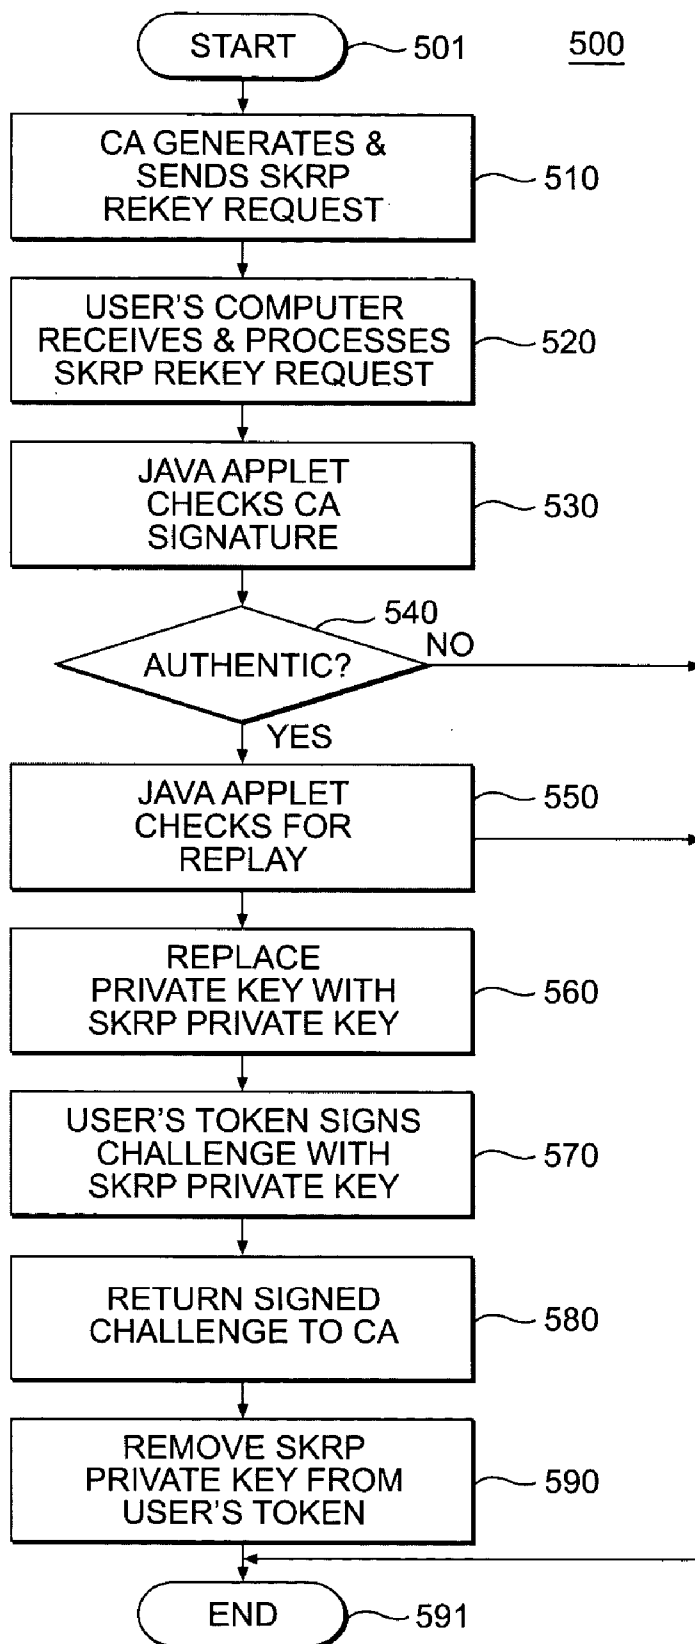 START
501
500
CA GENERATES &
SENDS SKRP
REKEY REQUEST
510
USER'S COMPUTER
RECEIVES & PROCESSES
SKRP REKEY REQUEST
520
JAVA APPLET
CHECKS CA
SIGNATURE
530
540
AUTHENTIC?
NO
YES
JAVA APPLET
CHECKS FOR
REPLAY
550
REPLACE
PRIVATE KEY WITH
SKRP PRIVATE KEY
560
USER'S TOKEN SIGNS
CHALLENGE WITH
SKRP PRIVATE KEY
570
RETURN SIGNED
CHALLENGE TO CA
580
REMOVE SKRP
PRIVATE KEY FROM
USER'S TOKEN
590
END
591